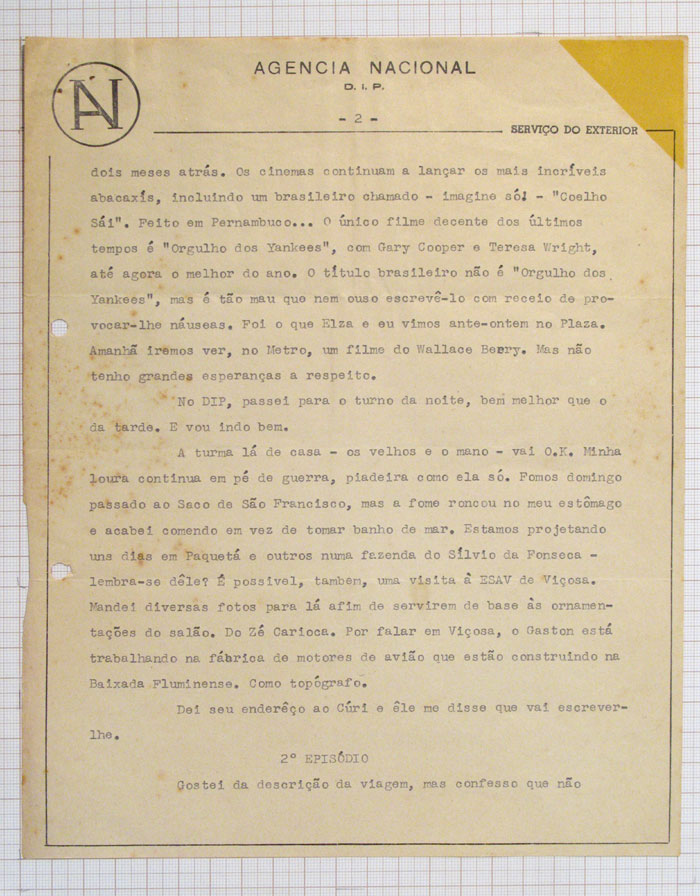 AN
AGENCIA NACIONAL
D. I. P.
- 2 -
SERVIÇO DO EXTERIOR
dois meses atrás. Os cinemas continuam a lançar os mais incríveis
abacaxís, incluindo um brasileiro chamado - imagine só! - "Coelho
Sái". Feito em Pernambuco... O único filme decente dos últimos
tempos é "Orgulho dos Yankees", com Gary Cooper e Teresa Wright,
até agora o melhor do ano. O título brasileiro não é "Orgulho dos
Yankees", mas é tão mau que nem ouso escrevê-lo com receio de pro-
vocar-lhe náuseas. Foi o que Elza e eu vimos ante-ontem no Plaza.
Amanhã iremos ver, no Metro, um filme do Wallace Berry. Mas não
tenho grandes esperanças a respeito.
No DIP, passei para o turno da noite, bem melhor que o
da tarde. E vou indo bem.
A turma lá de casa - os velhos e o mano - vai O.K. Minha
loura continua em pé de guerra, piadeira como ela só. Fomos domingo
passado ao Saco de São Francisco, mas a fome roncou no meu estômago
e acabei comendo em vez de tomar banho de mar. Estamos projetando
uns dias em Paquetá e outros numa fazenda do Sílvio da Fonseca -
lembra-se dêle? É possivel, tambem, uma visita à ESAV de Viçosa.
Mandei diversas fotos para lá afim de servirem de base às ornamen-
tações do salão. Do Zé Carioca. Por falar em Viçosa, o Gaston está
trabalhando na fábrica de motores de avião que estão construindo na
Baixada Fluminense. Como topógrafo.
Dei seu enderêço ao Cúri e êle me disse que vai escrever-
lhe.
2º EPISÓDIO
Gostei da descrição da viagem, mas confesso que não